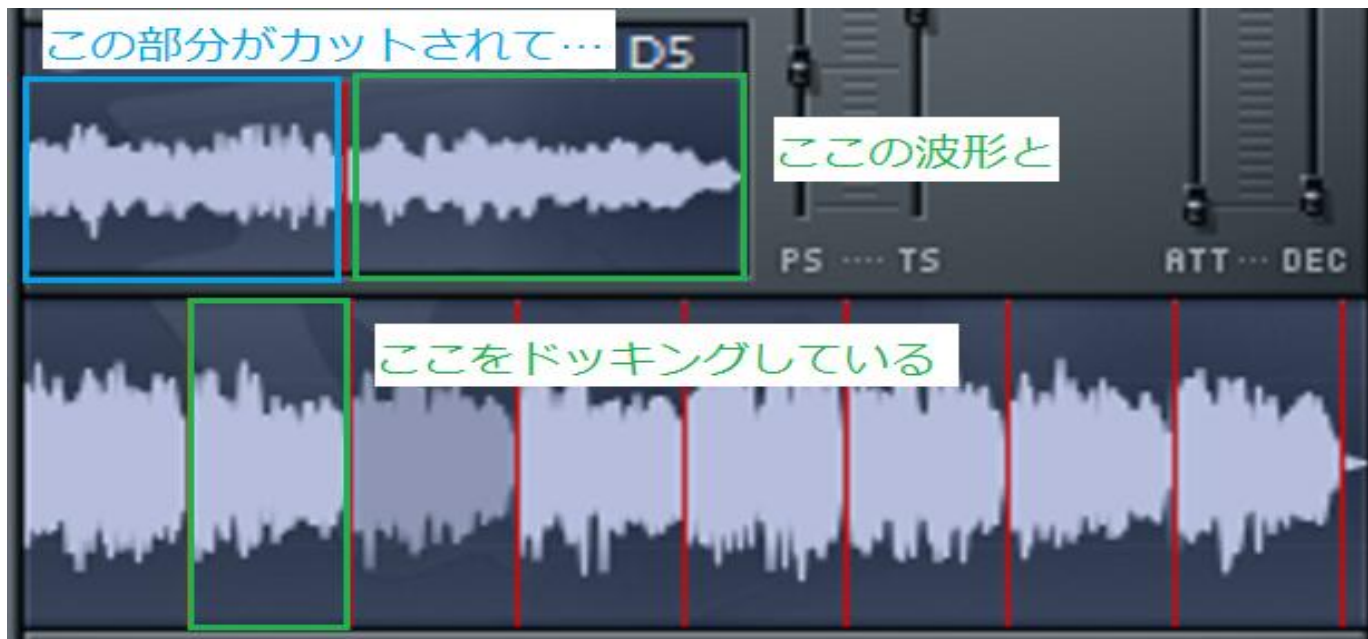 この部分がカットされて…
D5
ここの波形と
PS ···· TS
ATT ··· DEC
ここをドッキングしている